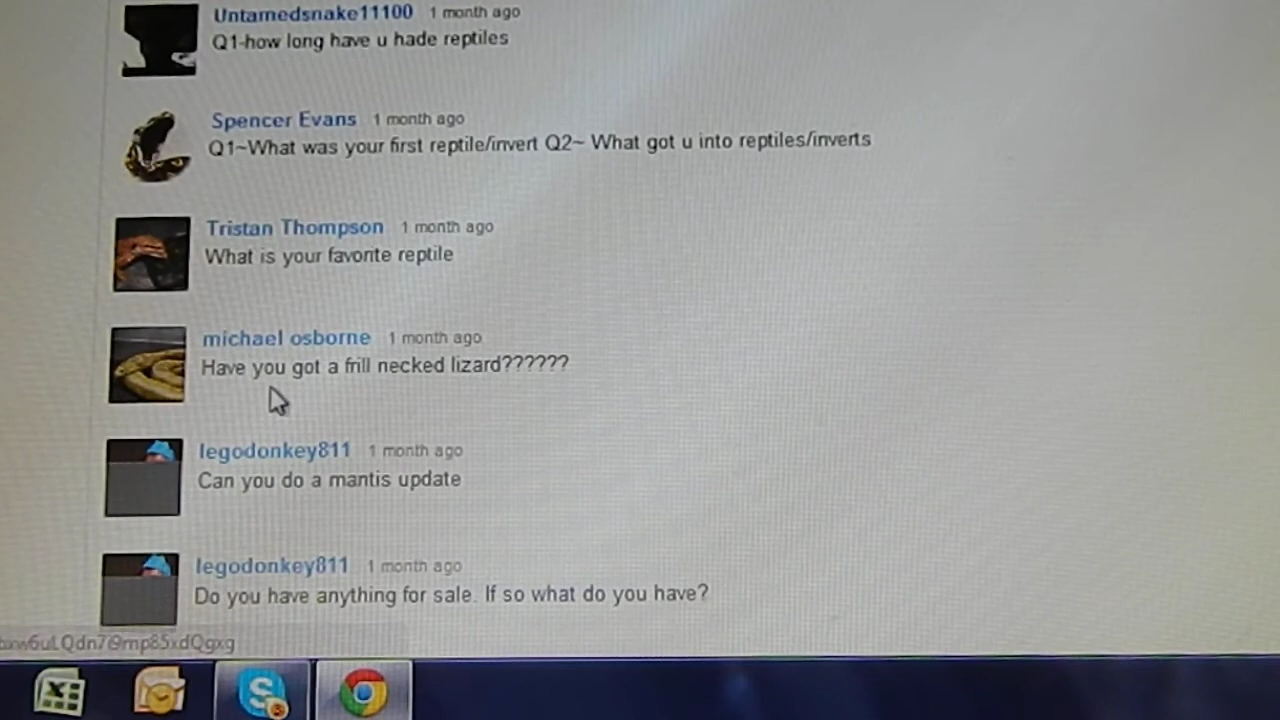 Untamedsnake11100 1 month ago
Q1-how long have u hade reptiles
Spencer Evans 1 month ago
Q1~What was your first reptile/invert Q2~ What got u into reptiles/inverts
Tristan Thompson 1 month ago
What is your favorite reptile
michael osborne 1 month ago
Have you got a frill necked lizard??????
legodonkey811 1 month ago
Can you do a mantis update
legodonkey811 1 month ago
Do you have anything for sale. If so what do you have?